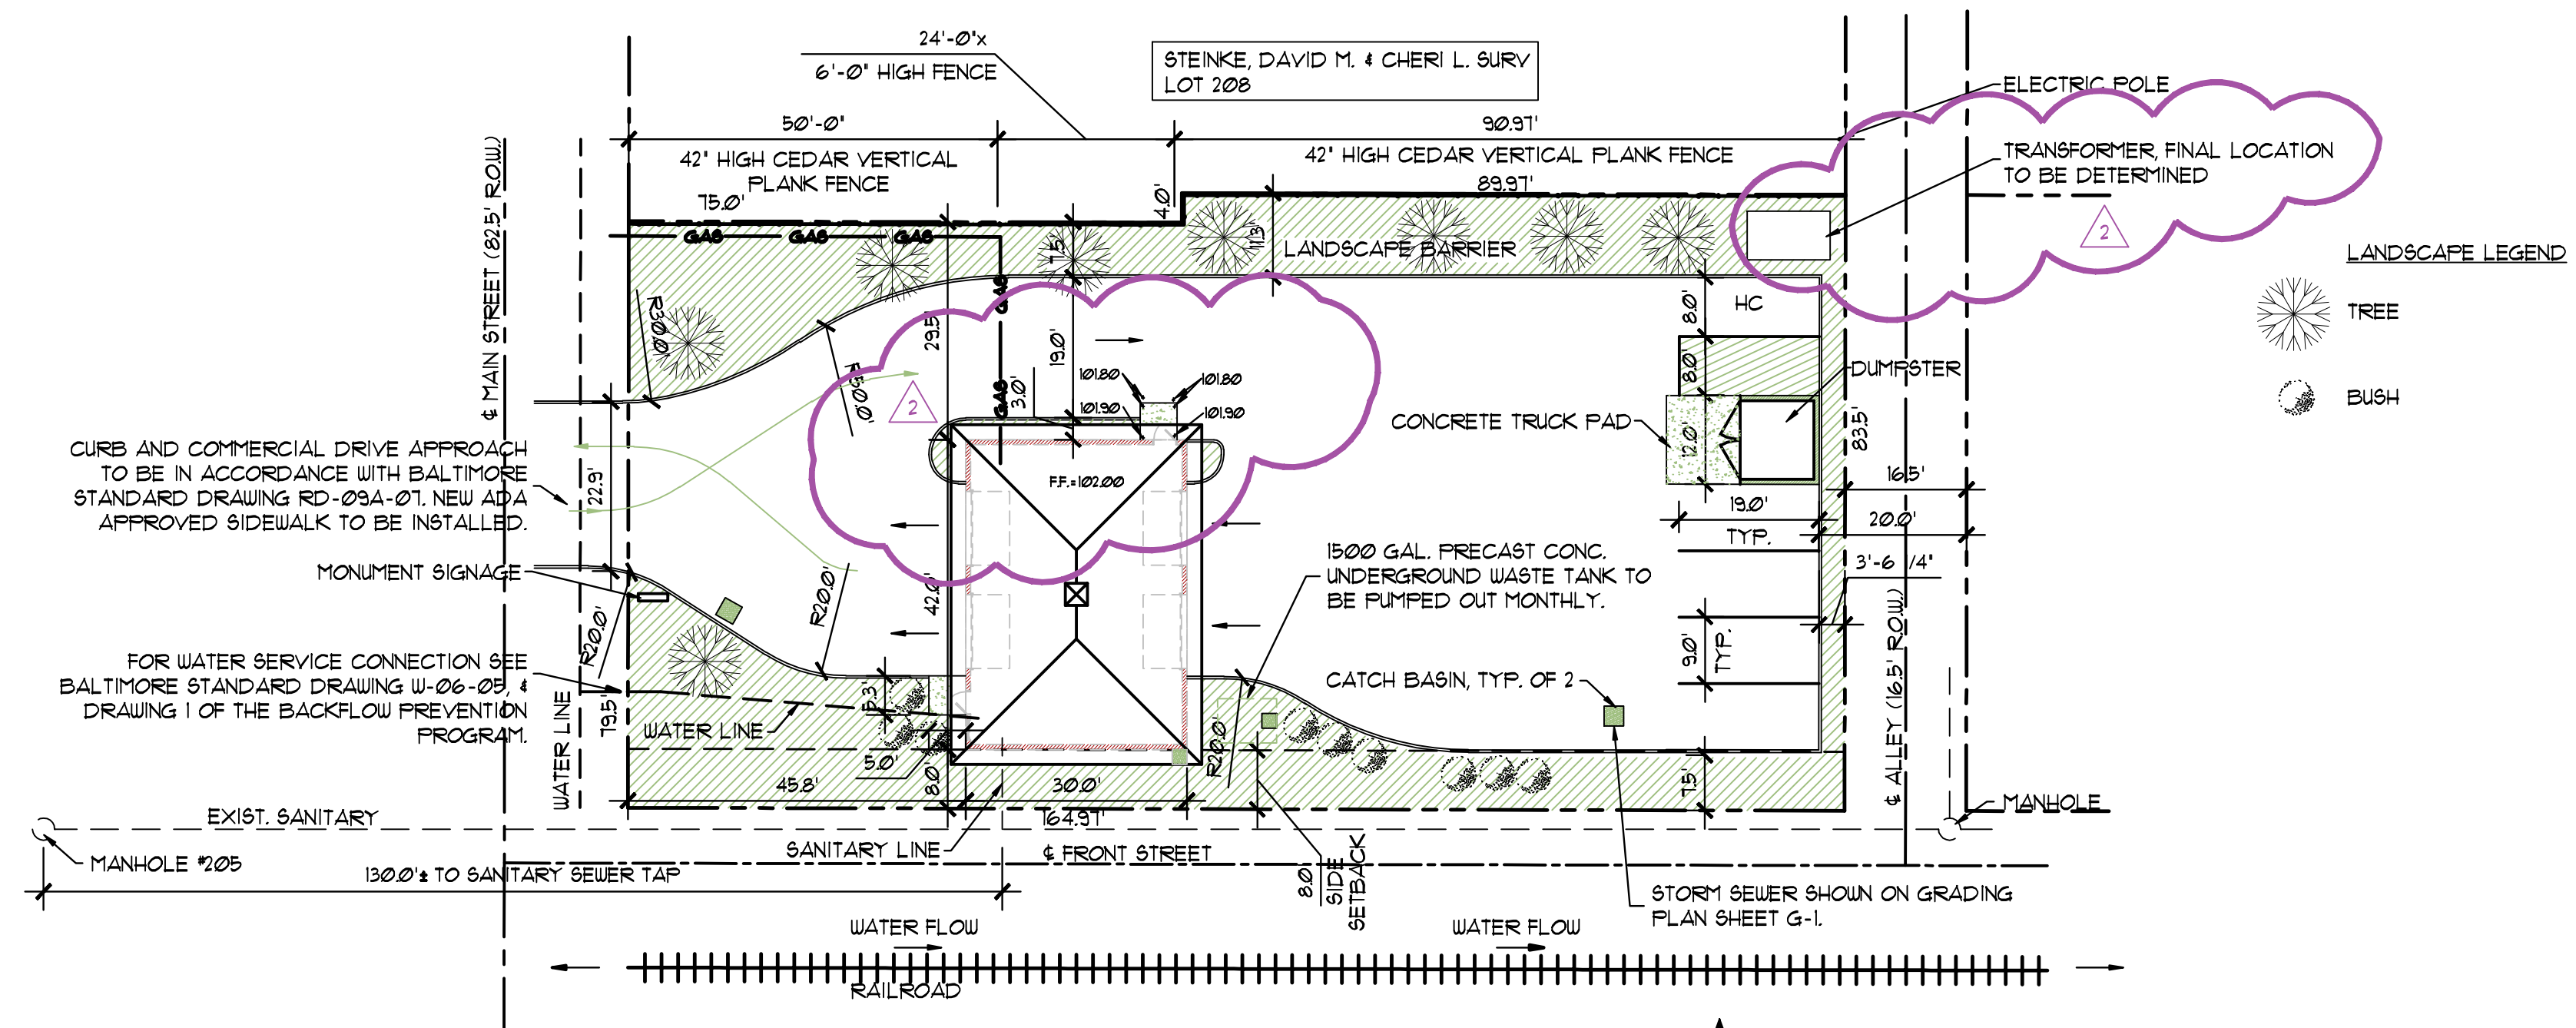 24'-0"x
6'-0" HIGH FENCE
STEINKE, DAVID M. & CHERI L. SURV
LOT 208
ELECTRIC POLE
50'-0"
90.97'
42" HIGH CEDAR VERTICAL
PLANK FENCE
42" HIGH CEDAR VERTICAL PLANK FENCE
TRANSFORMER, FINAL LOCATION
TO BE DETERMINED
75.0'
4.0'
89.97'
2
℄ MAIN STREET (82.5' R.O.W.)
GAS
GAS
GAS
7.5'
11.3'
LANDSCAPE BARRIER
LANDSCAPE LEGEND
TREE
BUSH
R30.0'
29.5'
GAS
19.0'
8.0'
HC
R50.0'
2
GAS
3.0'
101.80
101.80
101.90
101.90
8.0'
DUMPSTER
CONCRETE TRUCK PAD
12.0'
83.5'
CURB AND COMMERCIAL DRIVE APPROACH
TO BE IN ACCORDANCE WITH BALTIMORE
STANDARD DRAWING RD-09A-07. NEW ADA
APPROVED SIDEWALK TO BE INSTALLED.
22.9'
F.F.=102.00
16.5'
19.0'
20.0'
TYP.
3'-6 1/4"
MONUMENT SIGNAGE
1500 GAL. PRECAST CONC.
UNDERGROUND WASTE TANK TO
BE PUMPED OUT MONTHLY.
R20.0'
R20.0'
42.0'
9.0'
TYP.
FOR WATER SERVICE CONNECTION SEE
BALTIMORE STANDARD DRAWING W-06-05, &
DRAWING 1 OF THE BACKFLOW PREVENTION
PROGRAM.
WATER LINE
79.5'
WATER LINE
5.3'
5.0'
8.0'
R20.0'
CATCH BASIN, TYP. OF 2
7.5'
℄ ALLEY (16.5' R.O.W.)
45.8'
30.0'
164.97'
EXIST. SANITARY
MANHOLE
MANHOLE #205
SANITARY LINE
℄ FRONT STREET
130.0'± TO SANITARY SEWER TAP
8.0'
SIDE
SETBACK
STORM SEWER SHOWN ON GRADING
PLAN SHEET G-1.
WATER FLOW
WATER FLOW
RAILROAD